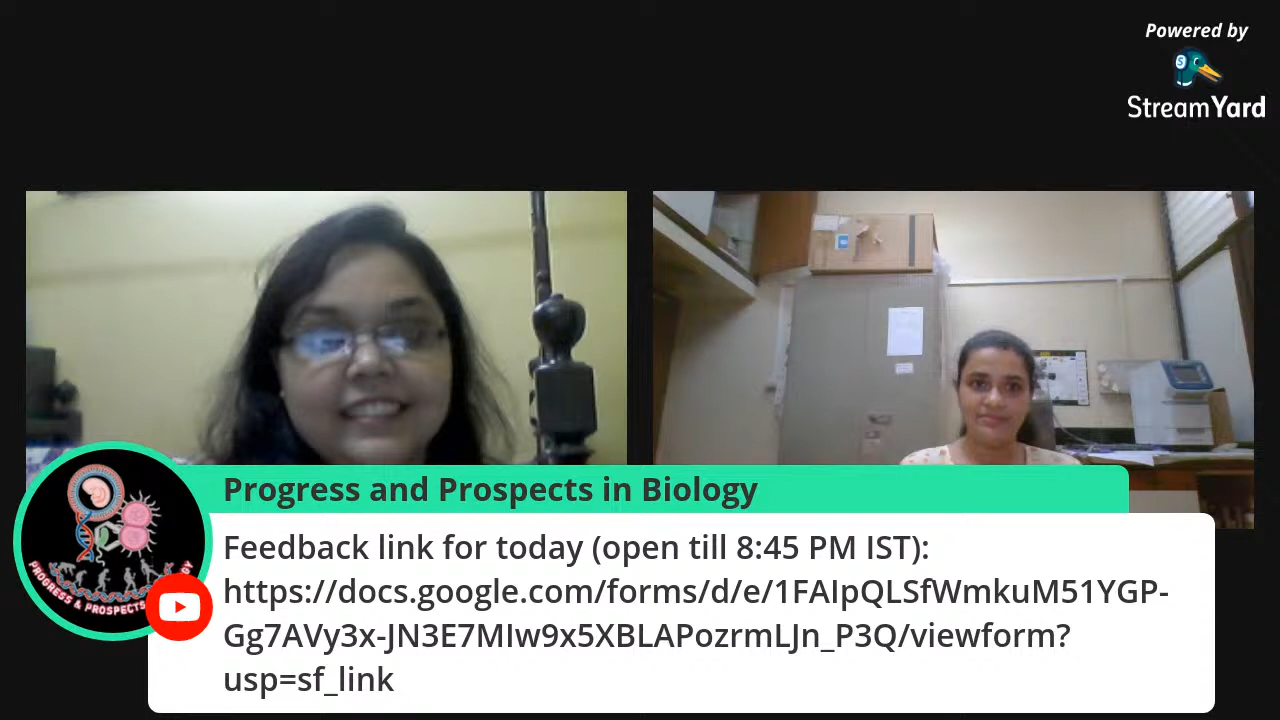 Powered by
StreamYard
Progress and Prospects in Biology
Feedback link for today (open till 8:45 PM IST):
https://docs.google.com/forms/d/e/1FAIpQLSfWmkuM51YGP-
Gg7AVy3x-JN3E7MIw9x5XBLAPozrmLJn_P3Q/viewform?
usp=sf_link